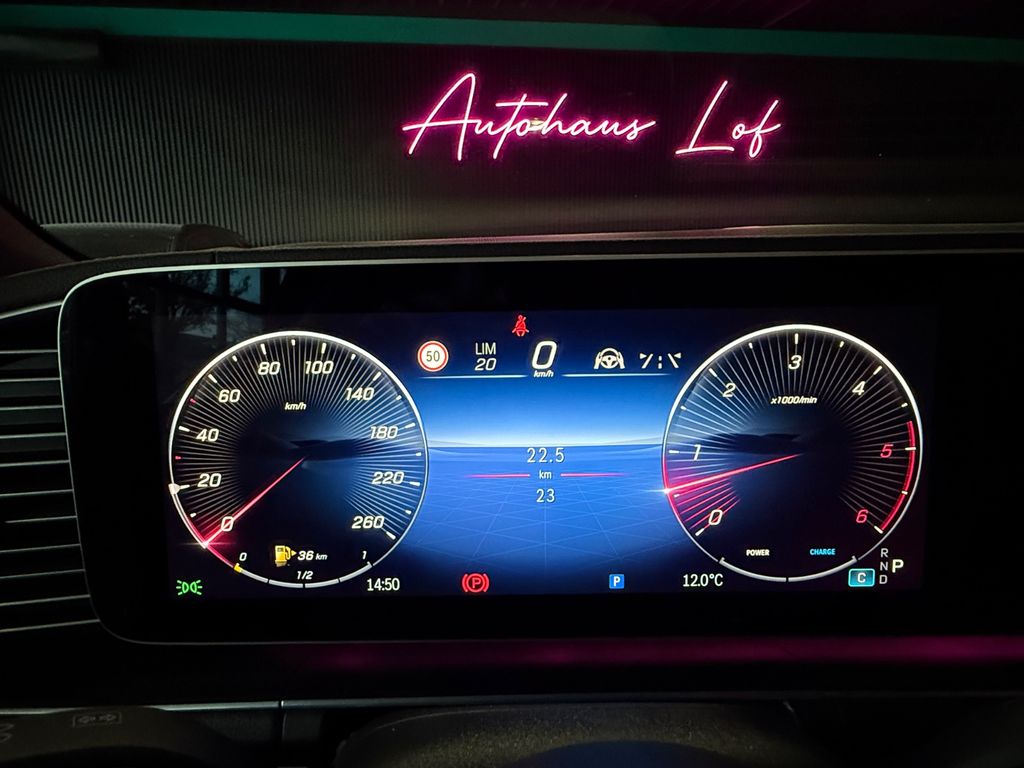 Autohaus Lof
50
LIM
20
0
km/h
0 20 40 60 80 100 140 180 220 260
km/h
0 1/2 1
36 km
14:50
22.5
km
23
P
P
12.0°C
0 1 2 3 4 5 6
x1000/min
POWER
CHARGE
C
R
N
D
P